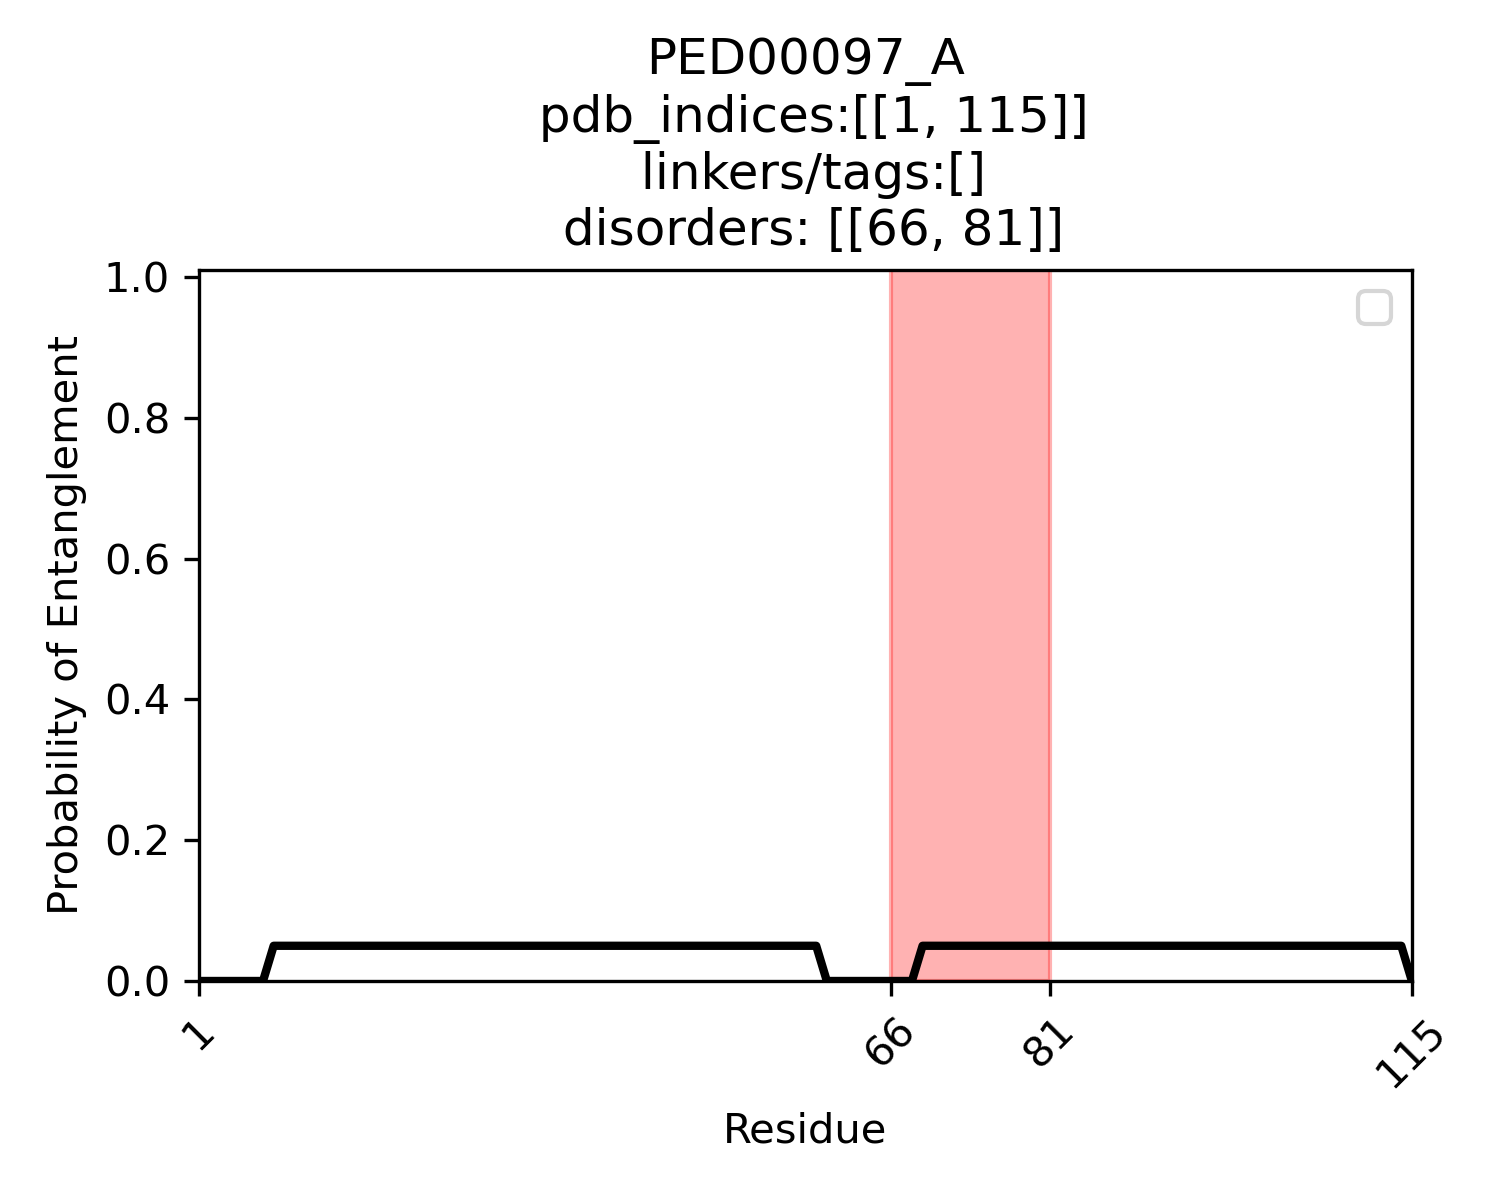 PED00097_A
pdb_indices:[[1, 115]]
linkers/tags:[]
disorders: [[66, 81]]
1.0
0.8
0.6
0.4
0.2
0.0
Probability of Entanglement
1
66
81
115
Residue